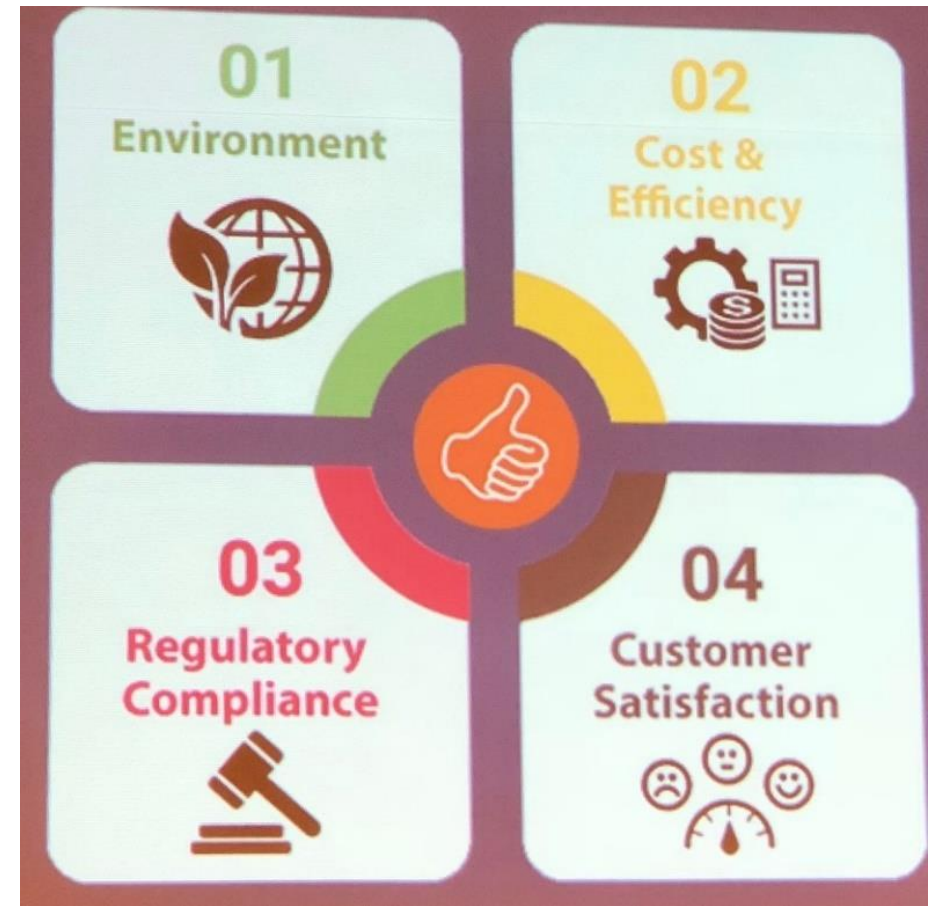 01
Environment
02
Cost &
Efficiency
$
03
Regulatory
Compliance
04
Customer
Satisfaction